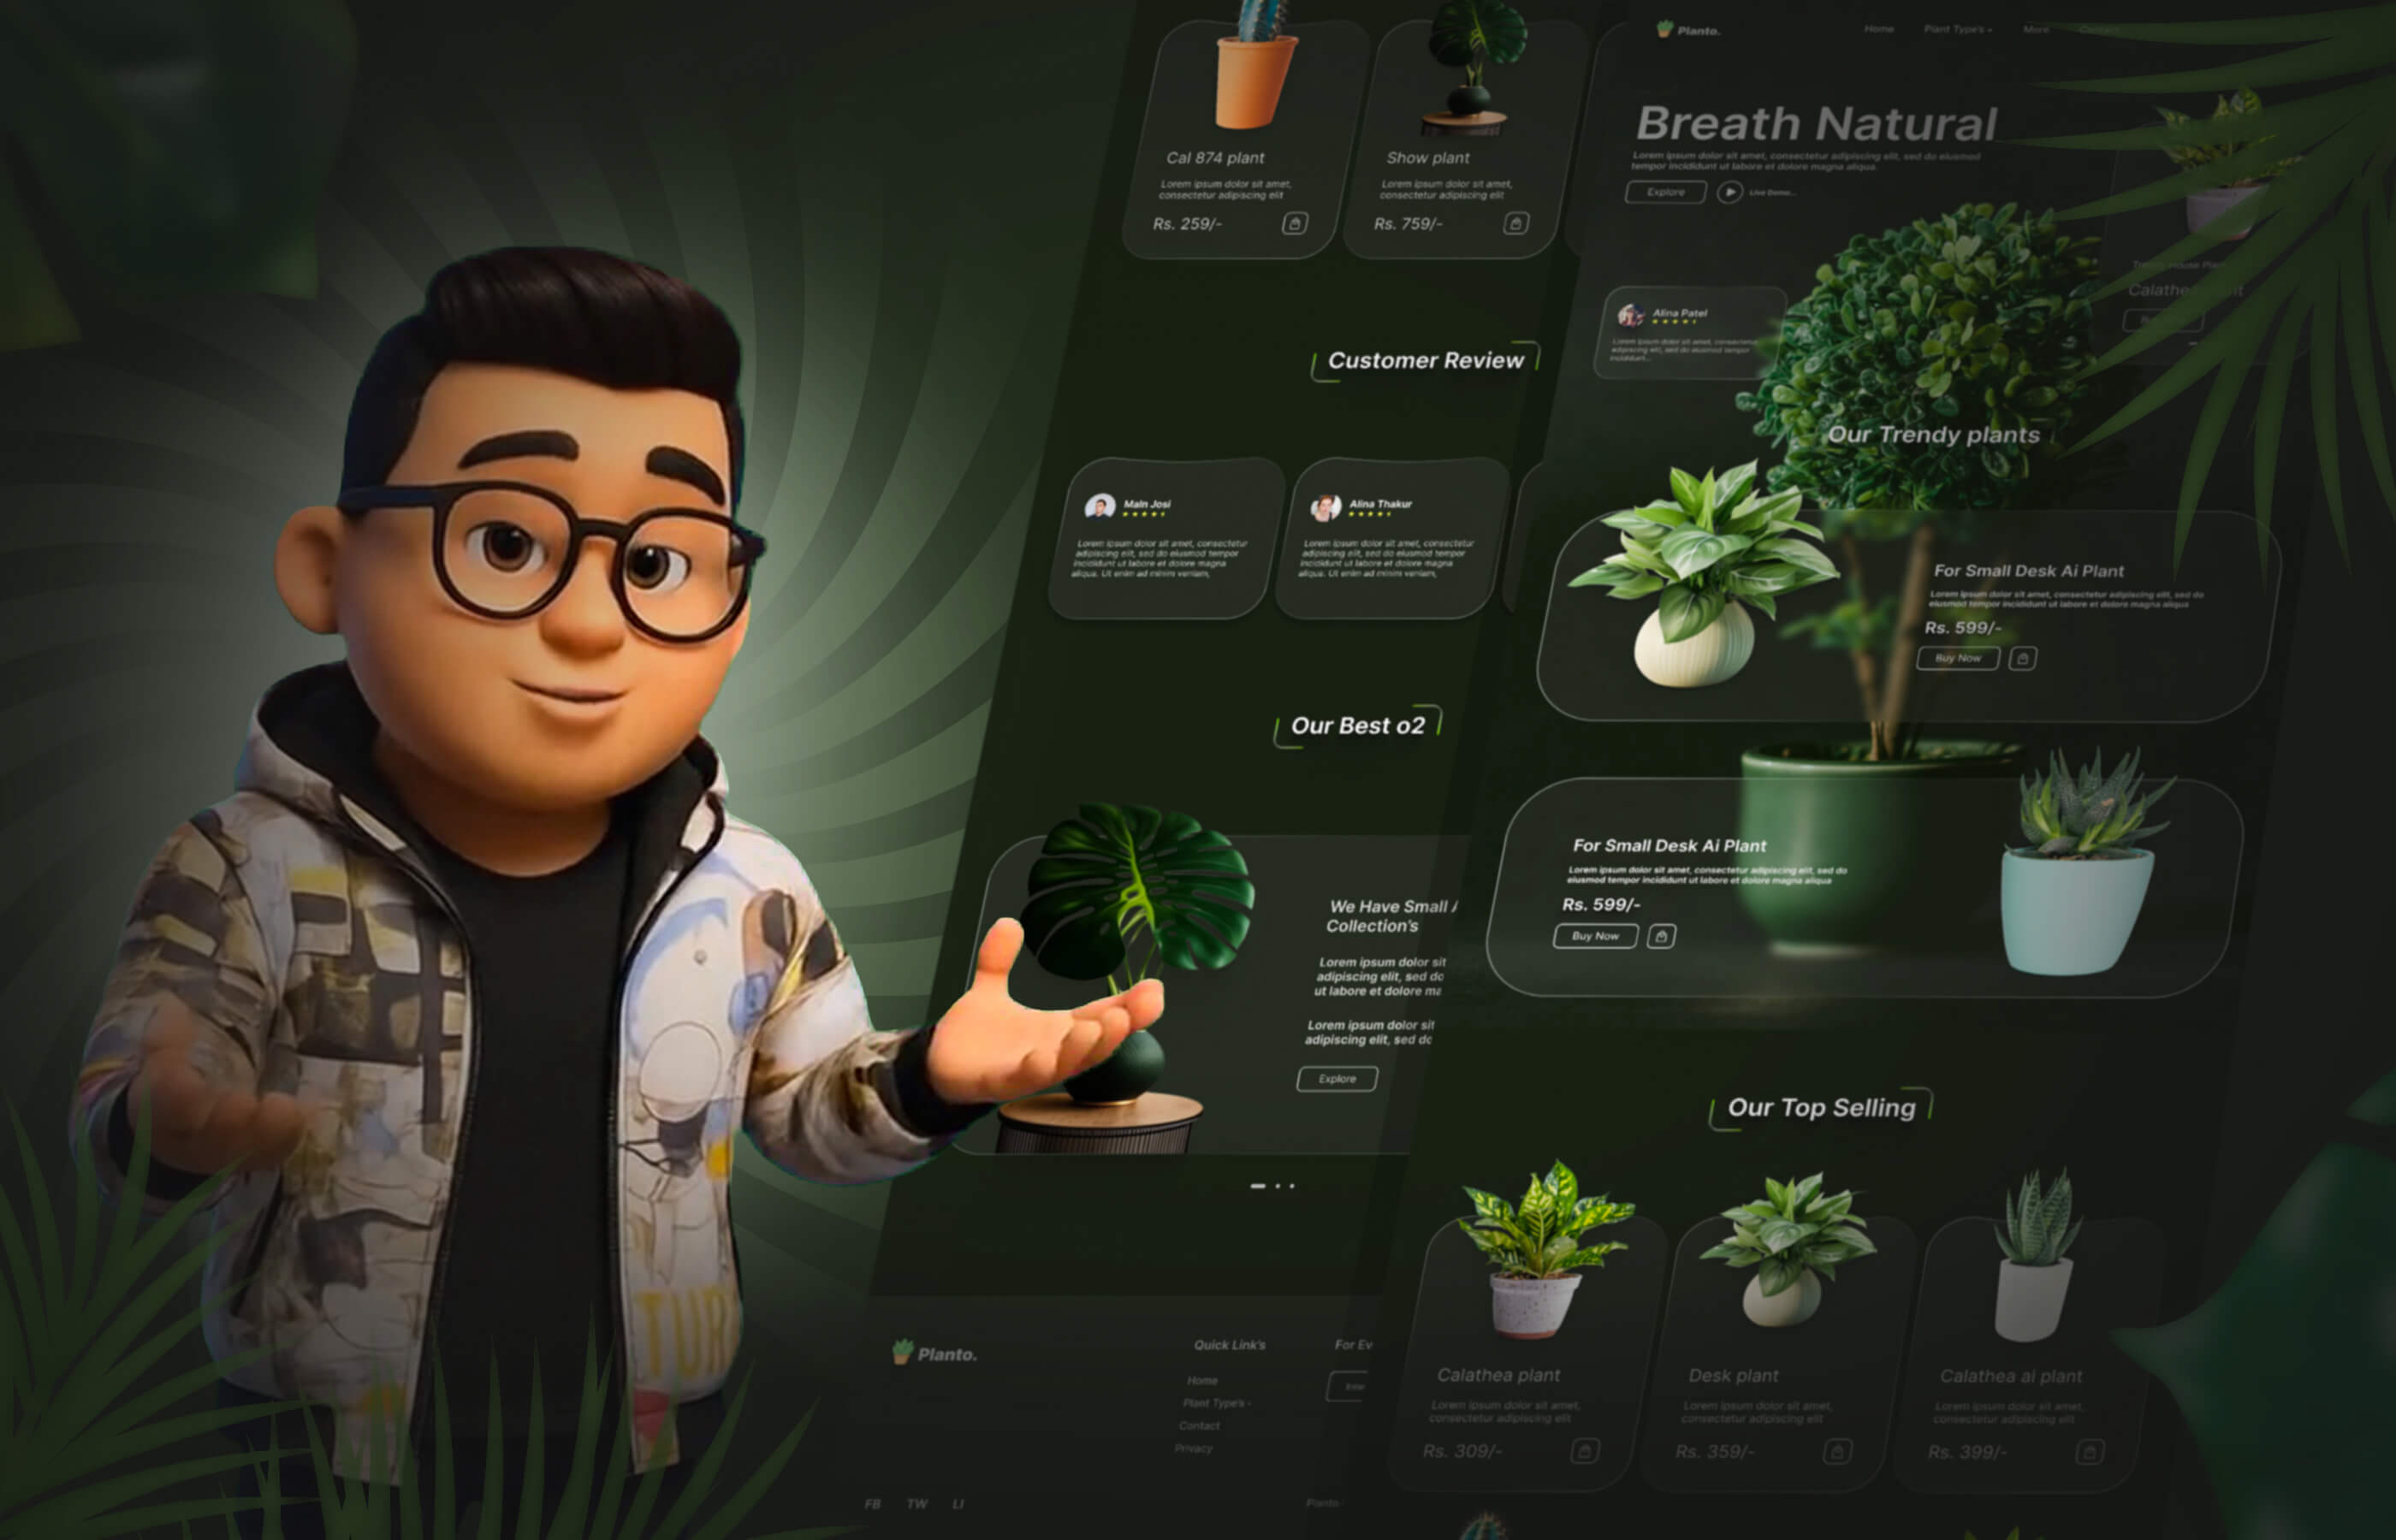 Cal 874 plant
Lorem ipsum dolor sit amet,
consectetur adipiscing elit
Rs. 259/-
Show plant
Lorem ipsum dolor sit amet,
consectetur adipiscing elit
Rs. 759/-
Customer Review
Main Josi
Lorem ipsum dolor sit amet, consectetur
adipiscing elit, sed do eiusmod tempor
incididunt ut labore et dolore magna
aliqua. Ut enim ad minim veniam,
Alina Thakur
Lorem ipsum dolor sit amet, consectetur
adipiscing elit, sed do eiusmod tempor
incididunt ut labore et dolore magna
aliqua. Ut enim ad minim veniam,
Our Best o2
We Have Small
Collection's
Lorem ipsum dolor sit
adipiscing elit, sed do
ut labore et dolore ma
Lorem ipsum dolor sit
adipiscing elit, sed do
Explore
Planto.
Quick Link's
Home
Plant Type's
Contact
Privacy
For Ev
FB TW LI
Planto
TUR
Planto.
Home Plant Type's More Contact
Breath Natural
Lorem ipsum dolor sit amet, consectetur adipiscing elit, sed do eiusmod
tempor incididunt ut labore et dolore magna aliqua.
Explore Live Demo...
Alina Patel
Lorem ipsum dolor sit amet, consectetur
adipiscing elit, sed do eiusmod tempor
incididunt...
Calathe
Our Trendy plants
For Small Desk Ai Plant
Lorem ipsum dolor sit amet, consectetur adipiscing elit, sed do
eiusmod tempor incididunt ut labore et dolore magna aliqua
Rs. 599/-
Buy Now
For Small Desk Ai Plant
Lorem ipsum dolor sit amet, consectetur adipiscing elit, sed do
eiusmod tempor incididunt ut labore et dolore magna aliqua
Rs. 599/-
Buy Now
Our Top Selling
Calathea plant
Lorem ipsum dolor sit amet,
consectetur adipiscing elit
Rs. 309/-
Desk plant
Lorem ipsum dolor sit amet,
consectetur adipiscing elit
Rs. 359/-
Calathea ai plant
Lorem ipsum dolor sit amet,
consectetur adipiscing elit
Rs. 399/-